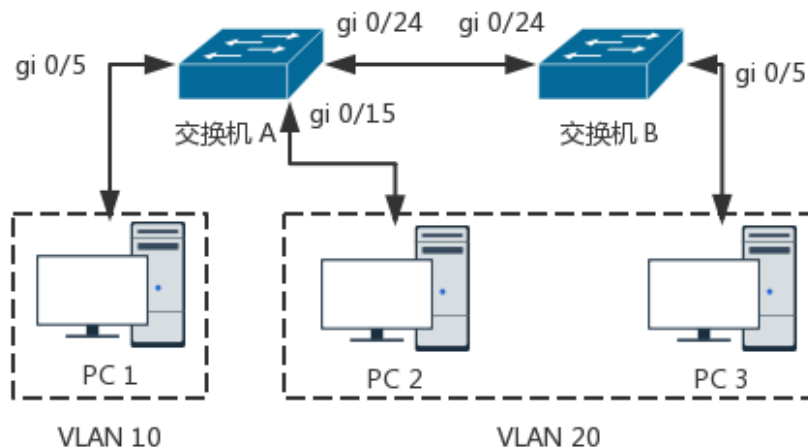 gi 0/24 gi 0/24
gi 0/5
gi 0/5
交换机 A
gi 0/15
交换机 B
PC 1
PC 2
PC 3
VLAN 10
VLAN 20